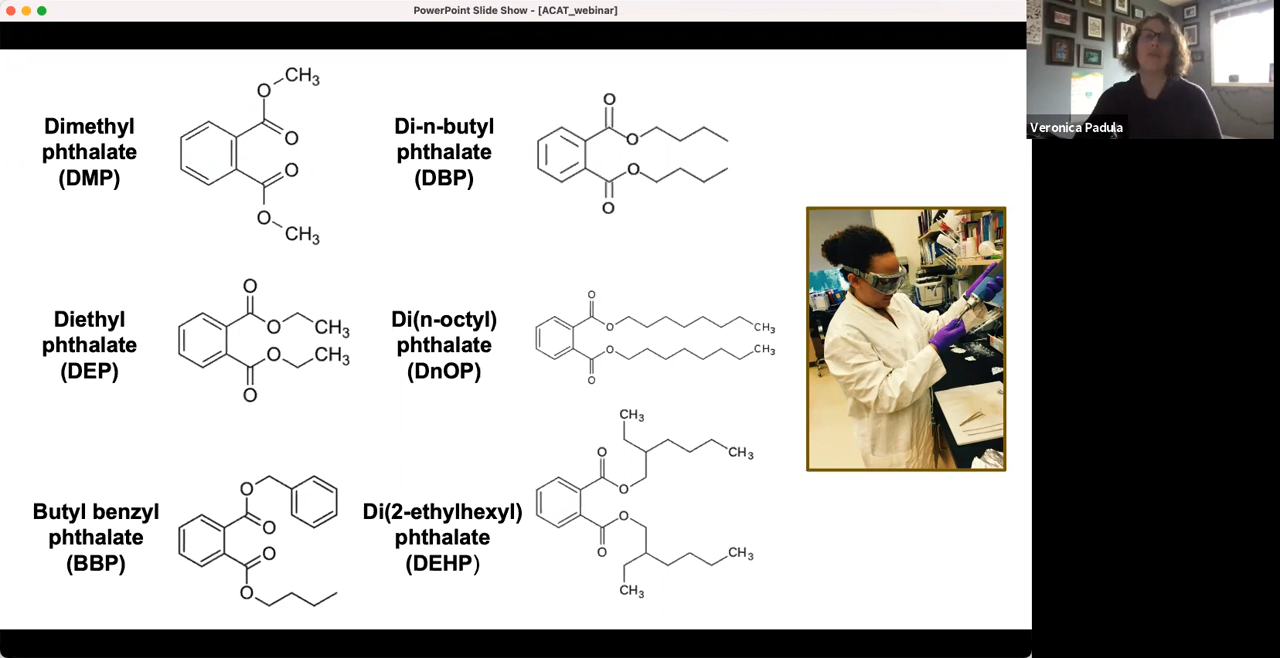 PowerPoint Slide Show - [ACAT_webinar]
Veronica Padula
Dimethyl
phthalate
(DMP)
O
CH3
O
O
O
CH3
Di-n-butyl
phthalate
(DBP)
O
O
O
O
Diethyl
phthalate
(DEP)
O
O
CH3
O
CH3
O
Di(n-octyl)
phthalate
(DnOP)
O
O
CH3
O
CH3
O
Butyl benzyl
phthalate
(BBP)
O
O
O
O
Di(2-ethylhexyl)
phthalate
(DEHP)
CH3
O
CH3
O
O
O
CH3
CH3